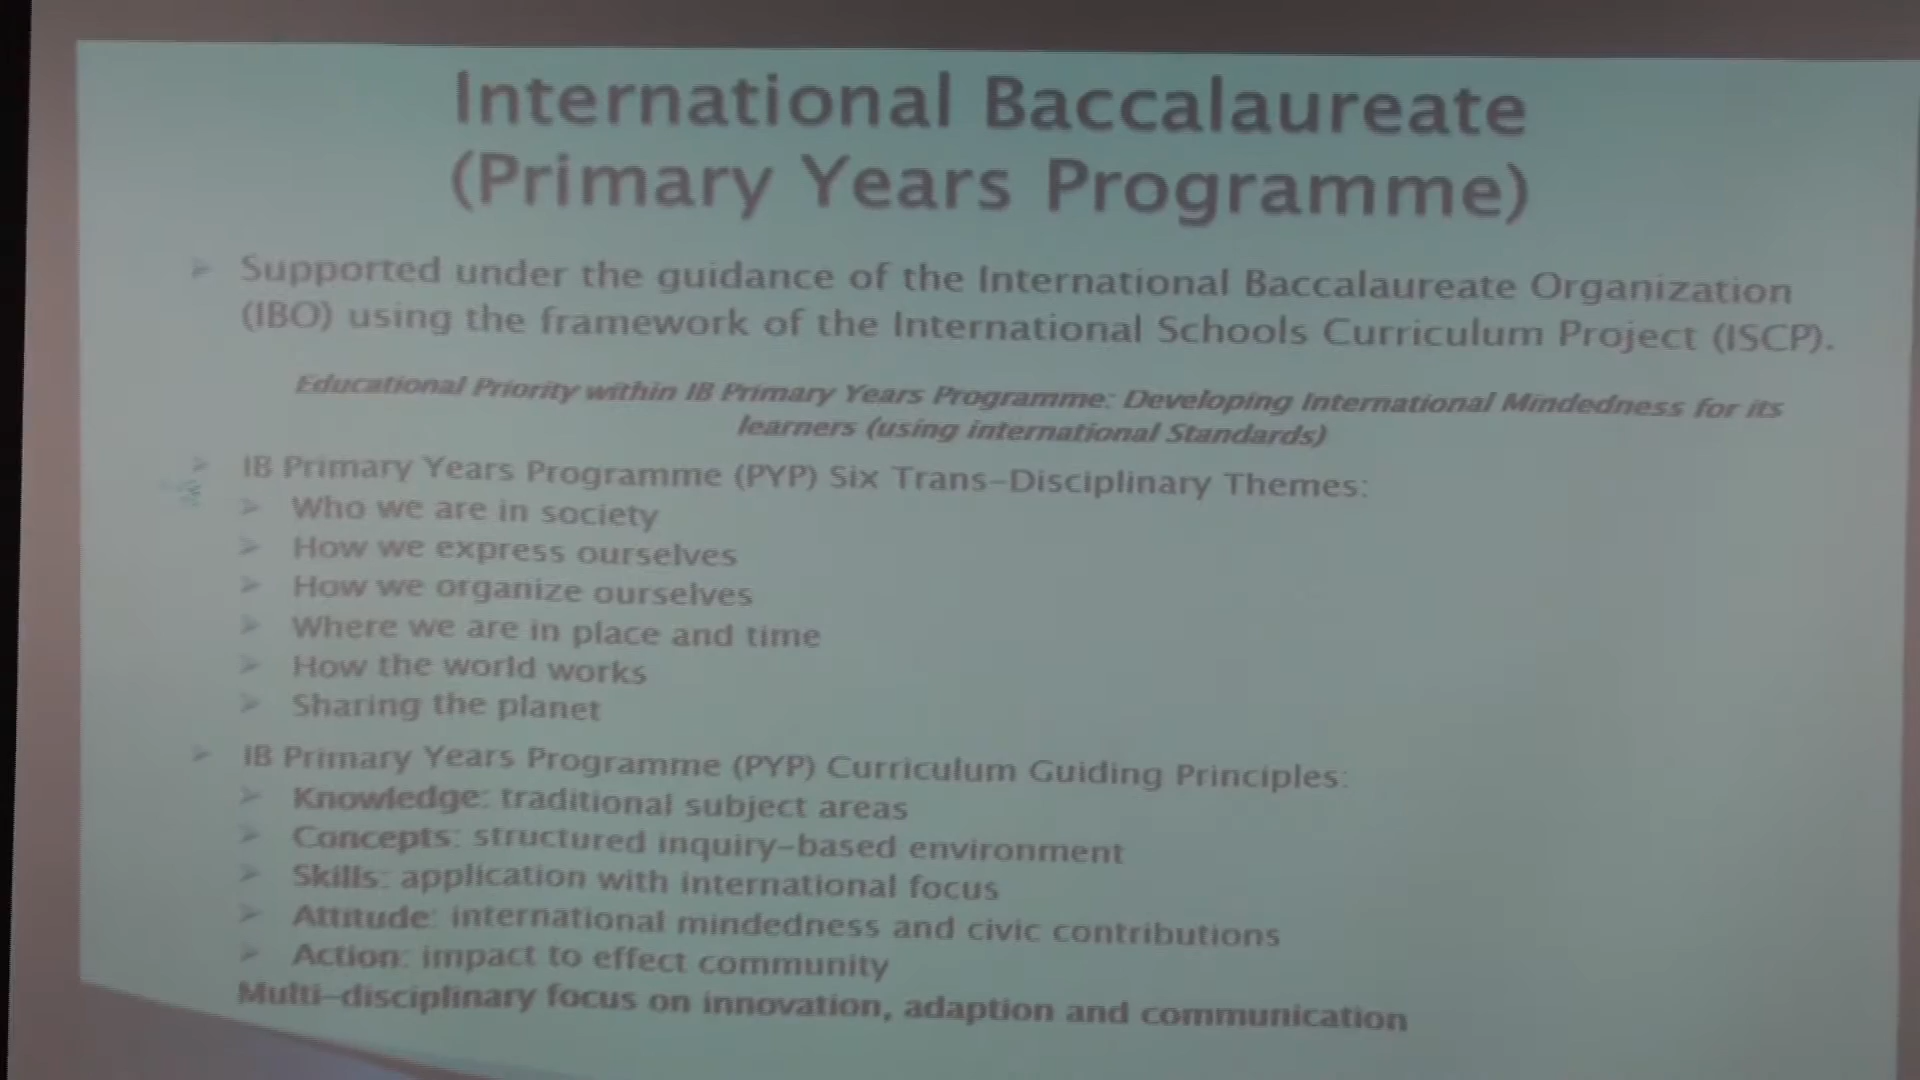 International Baccalaureate
(Primary Years Programme)
Supported under the guidance of the International Baccalaureate Organization
(IBO) using the framework of the International Schools Curriculum Project (ISCP).
Educational Priority within IB Primary Years Programme: Developing International Mindedness for its
learners (using international Standards)
IB Primary Years Programme (PYP) Six Trans-Disciplinary Themes:
Who we are in society
How we express ourselves
How we organize ourselves
Where we are in place and time
How the world works
Sharing the planet
IB Primary Years Programme (PYP) Curriculum Guiding Principles:
Knowledge: traditional subject areas
Concepts: structured inquiry-based environment
Skills: application with international focus
Attitude: international mindedness and civic contributions
Action: impact to effect community
Multi-disciplinary focus on innovation, adaption and communication